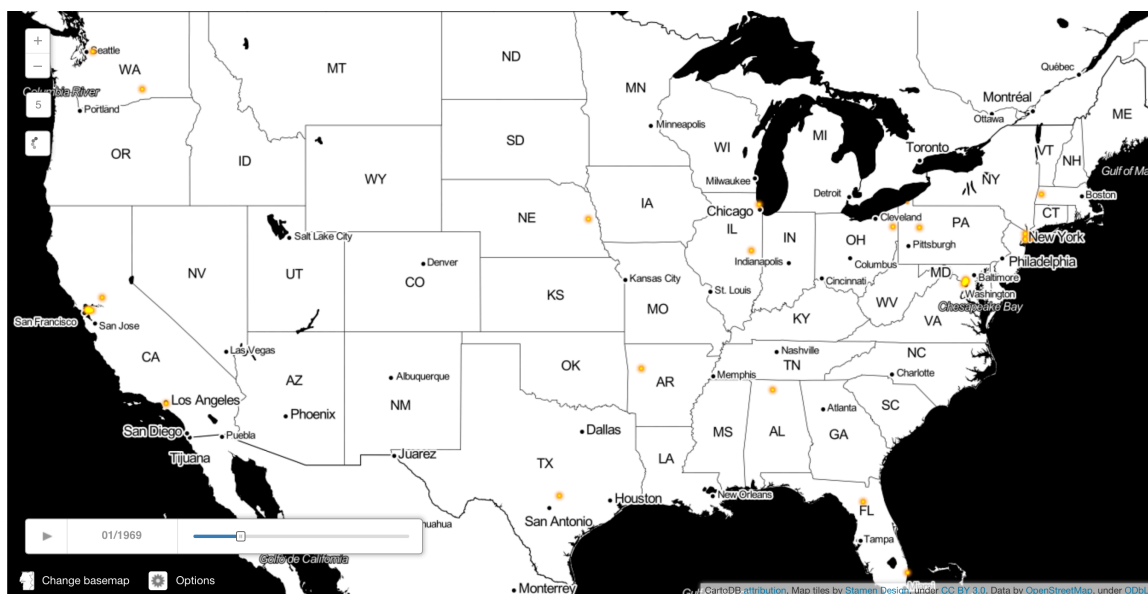 +
−
5
Seattle
WA
Columbia River
Portland
OR
ID
MT
ND
MN
Minneapolis
SD
WY
WI
MI
Milwaukee
Detroit
Toronto
Ottawa
Montréal
Québec
ME
VT
NH
NY
Boston
CT
Gulf of Ma
NE
IA
Chicago
IL
IN
OH
Cleveland
PA
Pittsburgh
New York
Philadelphia
Salt Lake City
NV
UT
Denver
CO
KS
Kansas City
MO
St. Louis
Indianapolis
Columbus
Cincinnati
WV
MD
Baltimore
Washington
Chesapeake Bay
VA
KY
San Francisco
San Jose
CA
Las Vegas
Los Angeles
San Diego
Tijuana
Puebla
AZ
Phoenix
Albuquerque
NM
OK
AR
Memphis
Nashville
TN
NC
Charlotte
SC
Atlanta
GA
AL
MS
LA
Dallas
TX
Juárez
Houston
San Antonio
New Orleans
FL
Tampa
Miami
huahua
Monterrey
Golfo de California
Gul
01/1969
Change basemap
Options
CartoDB attribution, Map tiles by Stamen Design, under CC BY 3.0. Data by OpenStreetMap, under ODbL